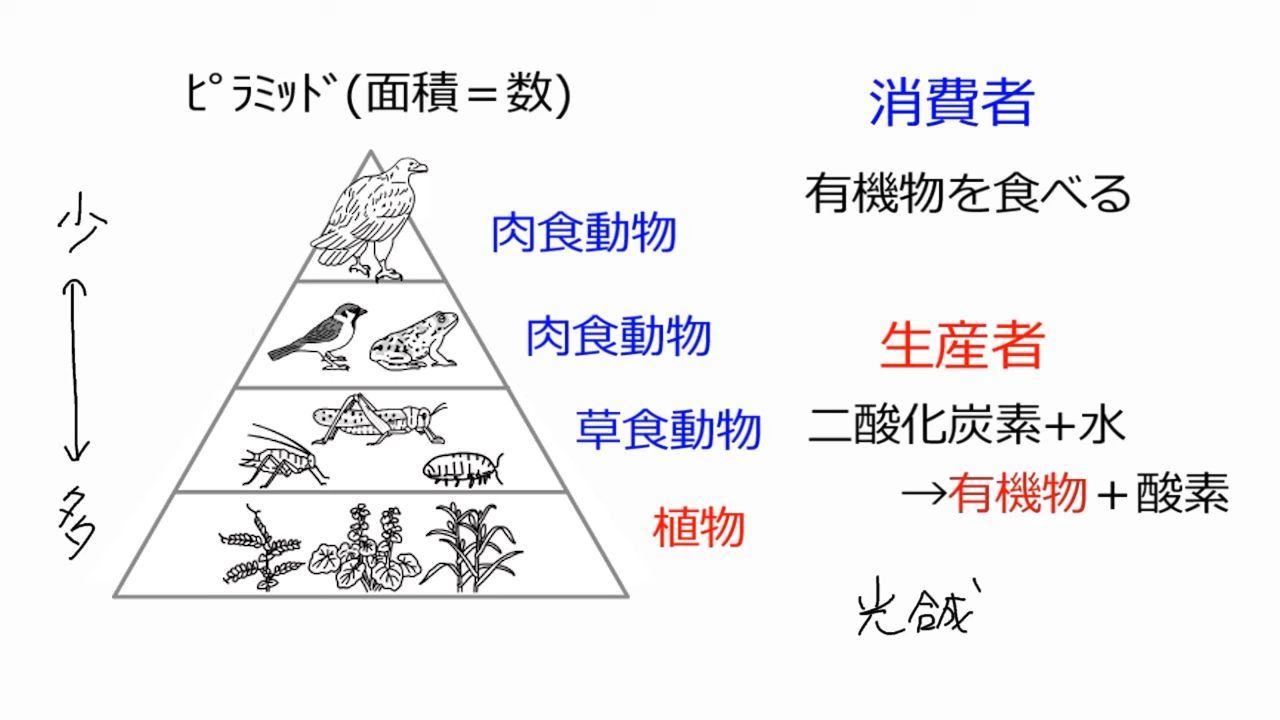 ﾋﾟﾗﾐｯﾄﾞ(面積＝数)
少
多
肉食動物
肉食動物
草食動物
植物
消費者
有機物を食べる
生産者
二酸化炭素+水
→有機物＋酸素
光合成